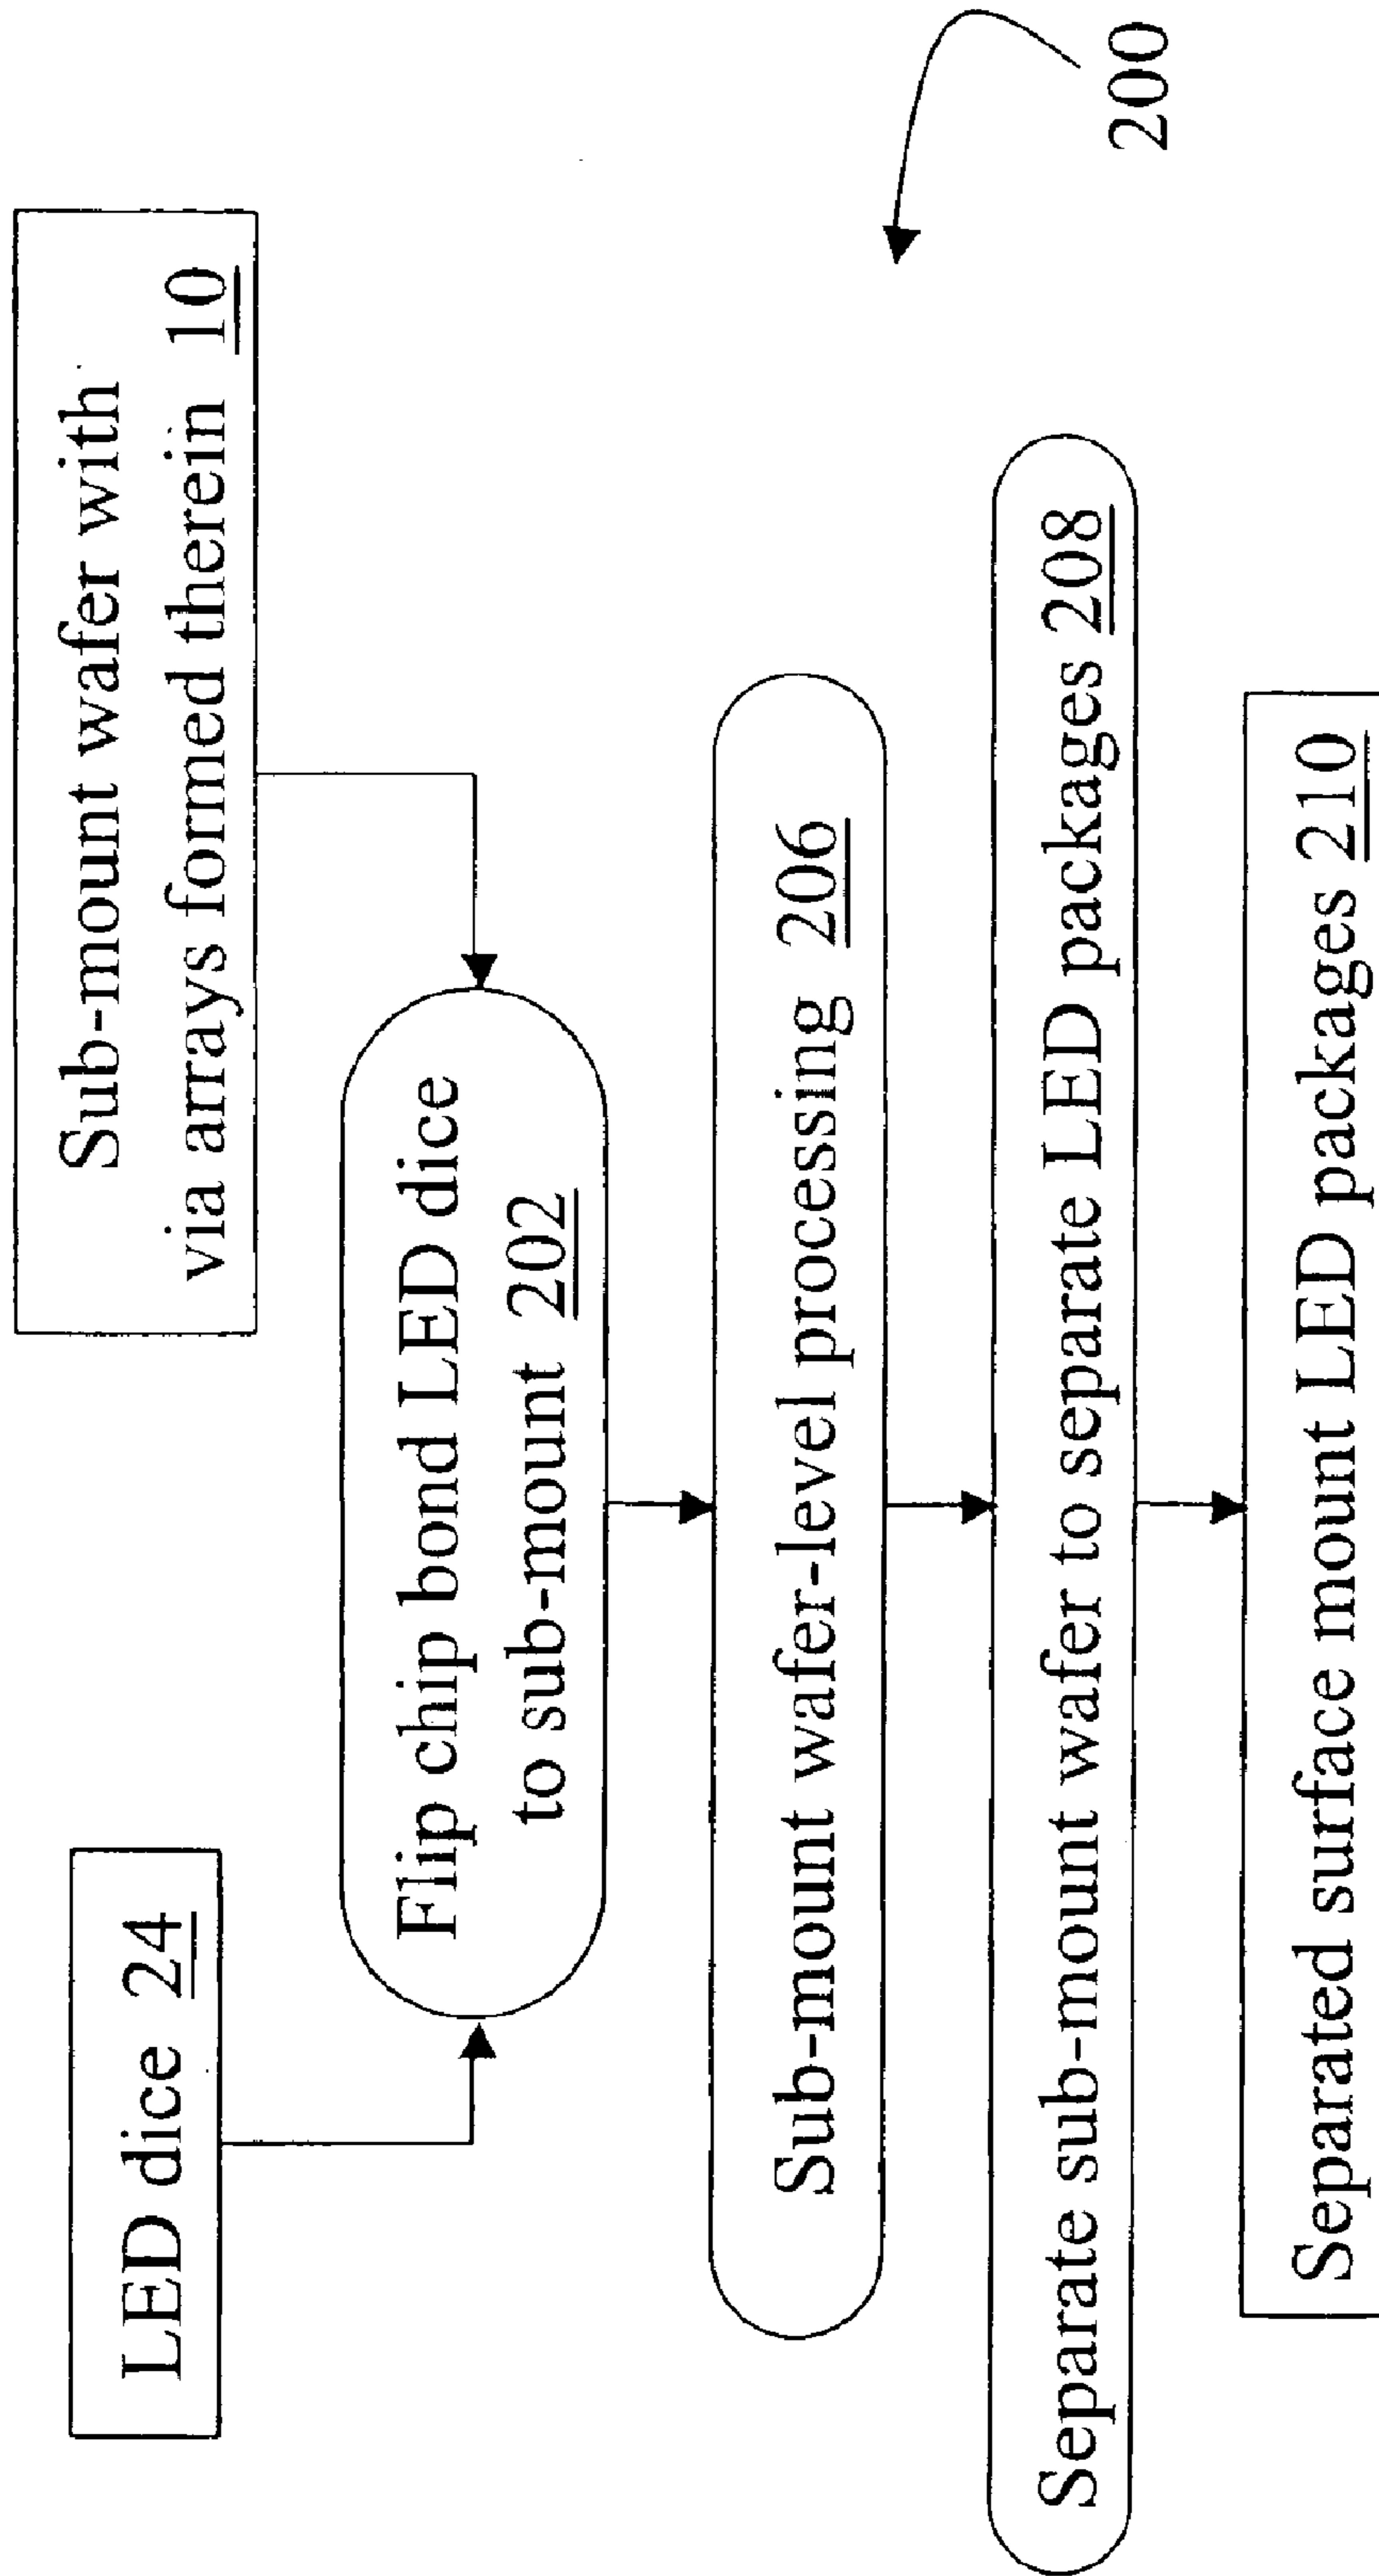 LED dice 24
Sub-mount wafer with
via arrays formed therein 10
Flip chip bond LED dice
to sub-mount 202
Sub-mount wafer-level processing 206
Separate sub-mount wafer to separate LED packages 208
Separated surface mount LED packages 210
200